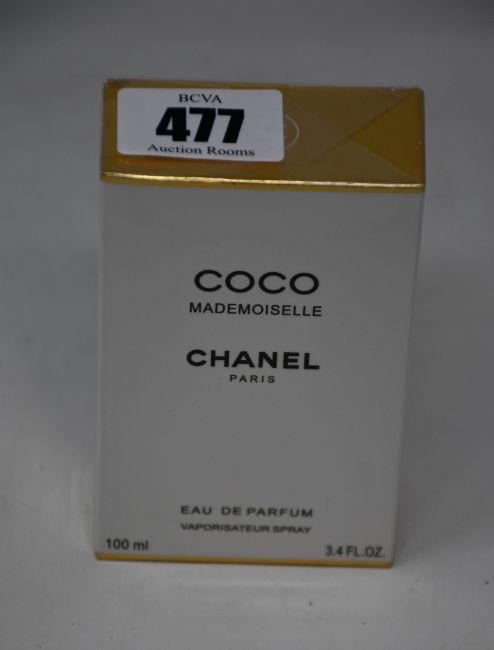 BCVA
477
Auction Rooms
COCO
MADEMOISELLE
CHANEL
PARIS
EAU DE PARFUM
VAPORISATEUR SPRAY
100 ml
3.4 FL.OZ.